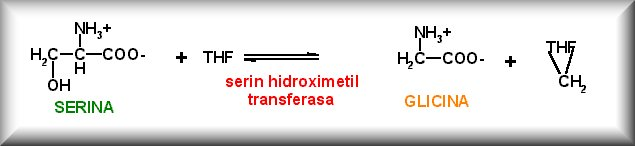 NH₃+ NH₃+
H₂C–C–COO- + THF H₂C–COO- + THF
OH H CH₂
serin hidroximetil
transferasa
SERINA GLICINA